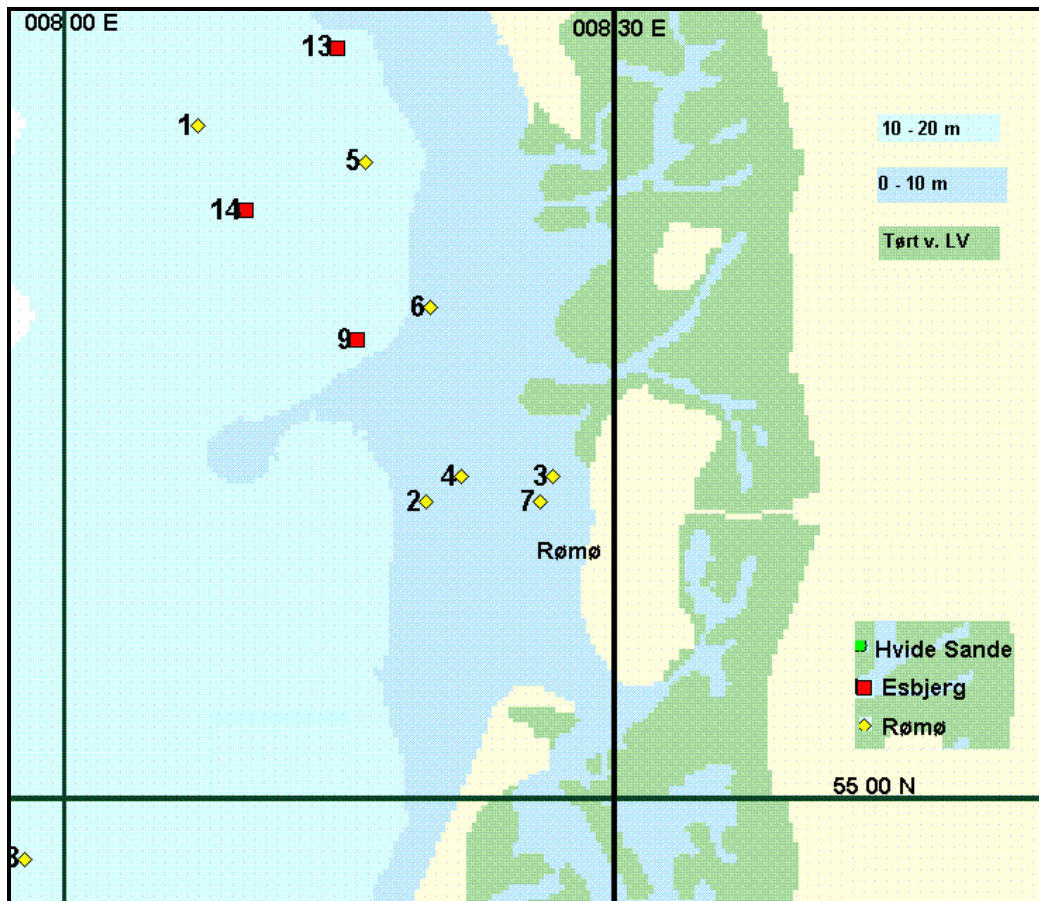 008 00 E
008 30 E
13
1
10 - 20 m
5
0 - 10 m
14
Tørt v. LV
6
9
4
3
2
7
Rømø
Hvide Sande
Esbjerg
Rømø
55 00 N